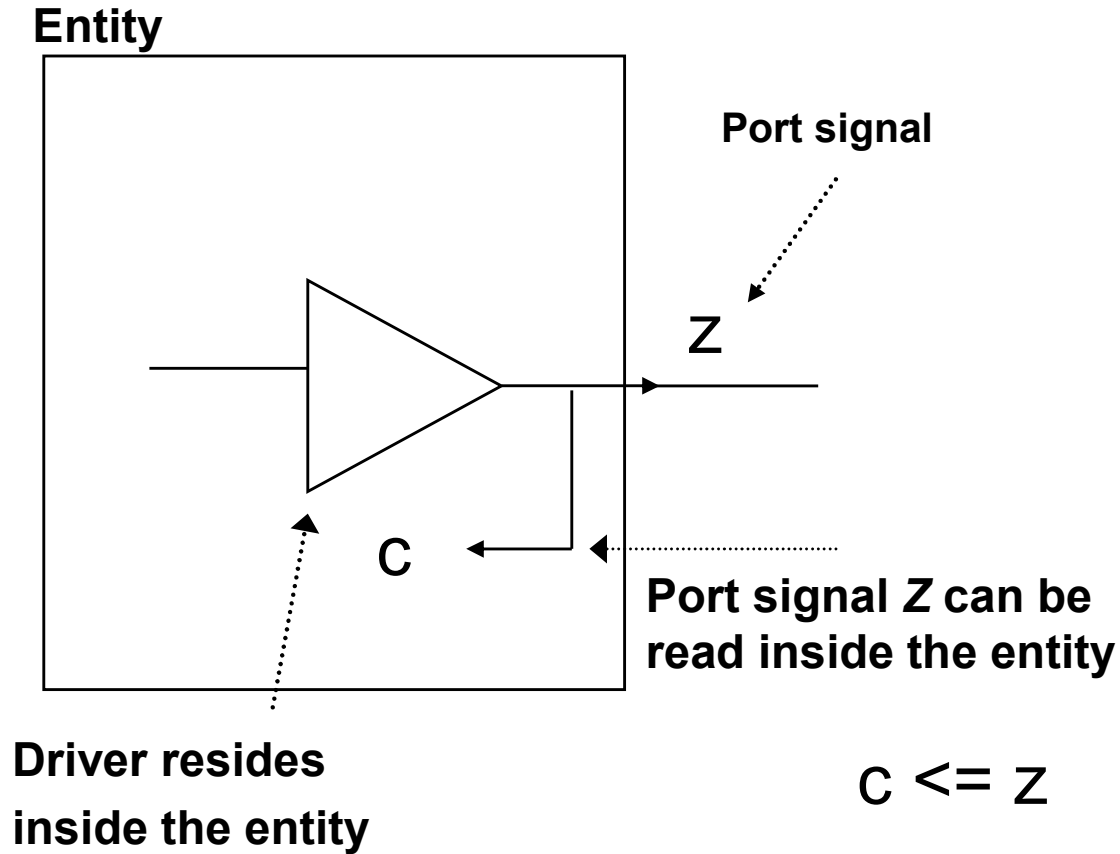 Entity
Port signal
z
c
Port signal Z can be
read inside the entity
Driver resides
inside the entity
c <= z